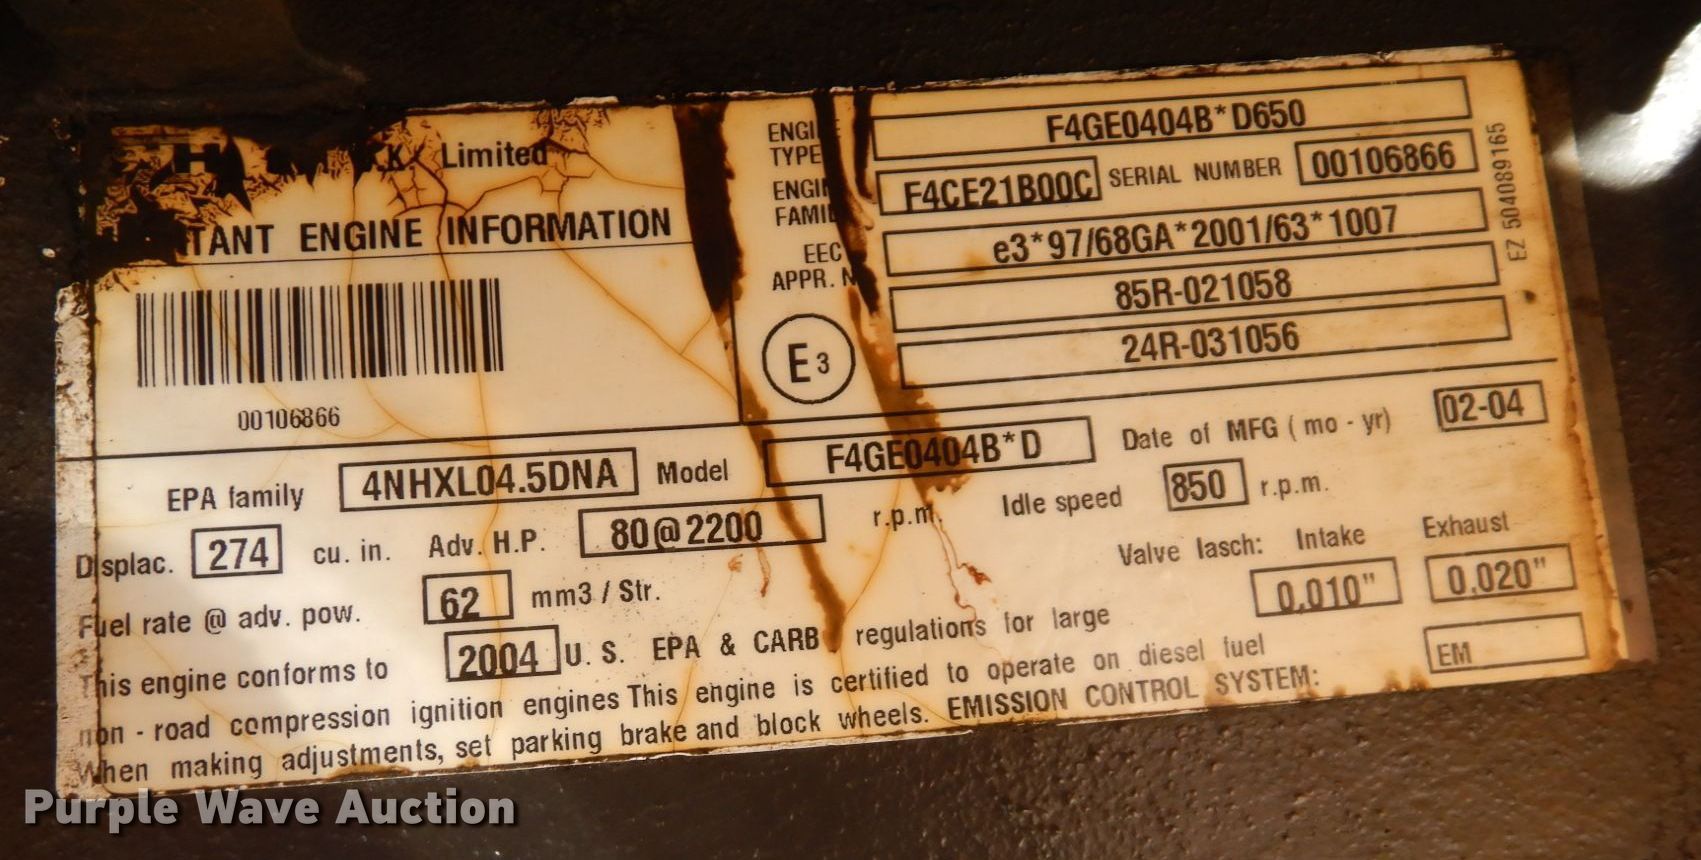 Limited
TANT ENGINE INFORMATION
00106866
ENGI
TYPE
F4GE0404B*D650
ENGI
FAMIL
F4CE21B00C SERIAL NUMBER 00106866
EEC
APPR. N
e3*97/68GA*2001/63*1007
85R-021058
E3
24R-031056
EZ 504089165
EPA family 4NHXL04.5DNA Model F4GE0404B*D Date of MFG (mo - yr) 02-04
Displac. 274 cu. in. Adv. H.P. 80@2200 r.p.m. Idle speed 850 r.p.m.
Fuel rate @ adv. pow. 62 mm3 / Str. Valve lasch: Intake 0.010" Exhaust 0.020"
This engine conforms to 2004 U. S. EPA & CARB regulations for large
non - road compression ignition engines This engine is certified to operate on diesel fuel
When making adjustments, set parking brake and block wheels. EMISSION CONTROL SYSTEM: EM
Purple Wave Auction